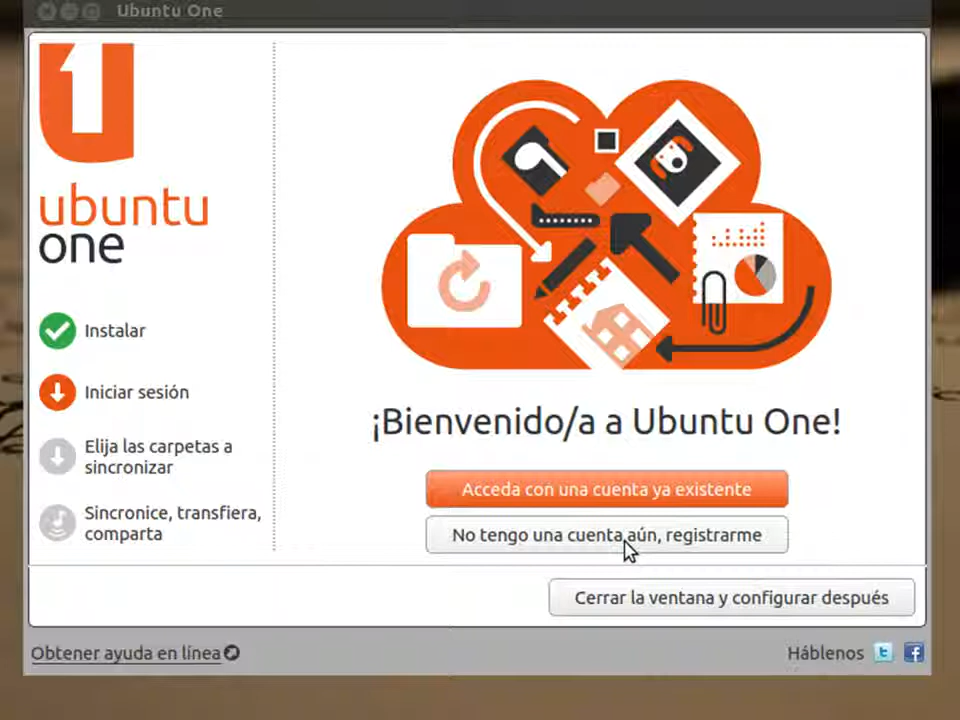 Ubuntu One
ubuntu
one
Instalar
Iniciar sesión
Elija las carpetas a
sincronizar
Sincronice, transfiera,
comparta
¡Bienvenido/a a Ubuntu One!
Acceda con una cuenta ya existente
No tengo una cuenta aún, registrarme
Cerrar la ventana y configurar después
Obtener ayuda en línea
Háblenos